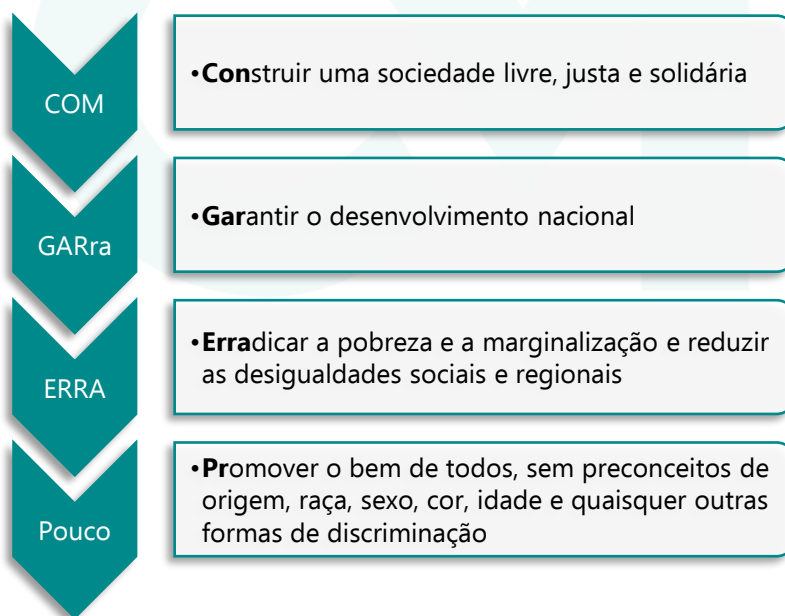 COM
•Construir uma sociedade livre, justa e solidária
GARra
•Garantir o desenvolvimento nacional
ERRA
•Erradicar a pobreza e a marginalização e reduzir
as desigualdades sociais e regionais
Pouco
•Promover o bem de todos, sem preconceitos de
origem, raça, sexo, cor, idade e quaisquer outras
formas de discriminação